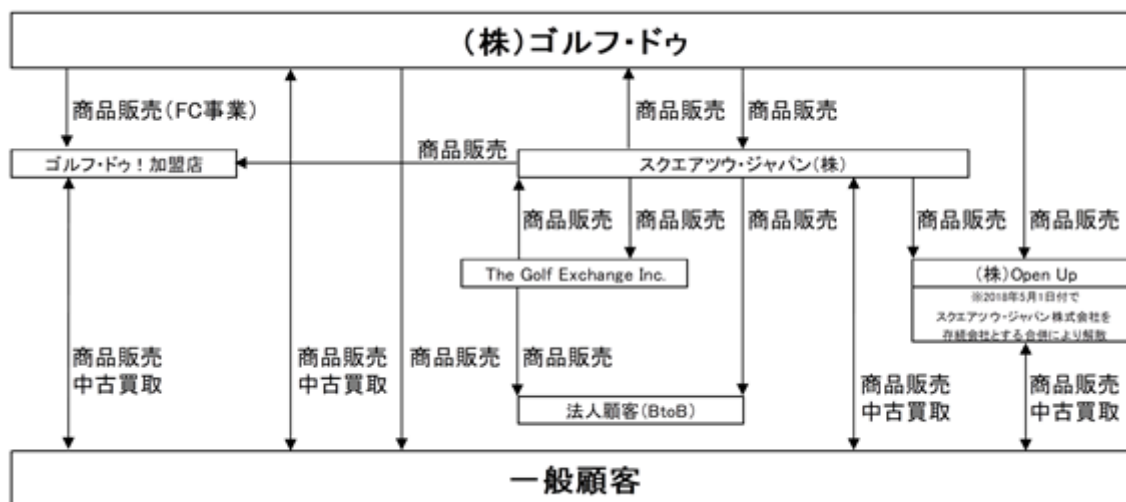 (株)ゴルフ・ドゥ
商品販売(FC事業)
商品販売
商品販売
商品販売
ゴルフ・ドゥ！加盟店
スクエアツウ・ジャパン(株)
商品販売
商品販売
商品販売
商品販売
商品販売
The Golf Exchange Inc.
(株)Open Up
※2018年5月1日付で
スクエアツウ・ジャパン株式会社を
存続会社とする合併により解散
商品販売
中古買取
商品販売
中古買取
商品販売
商品販売
商品販売
中古買取
商品販売
中古買取
法人顧客(BtoB)
一般顧客